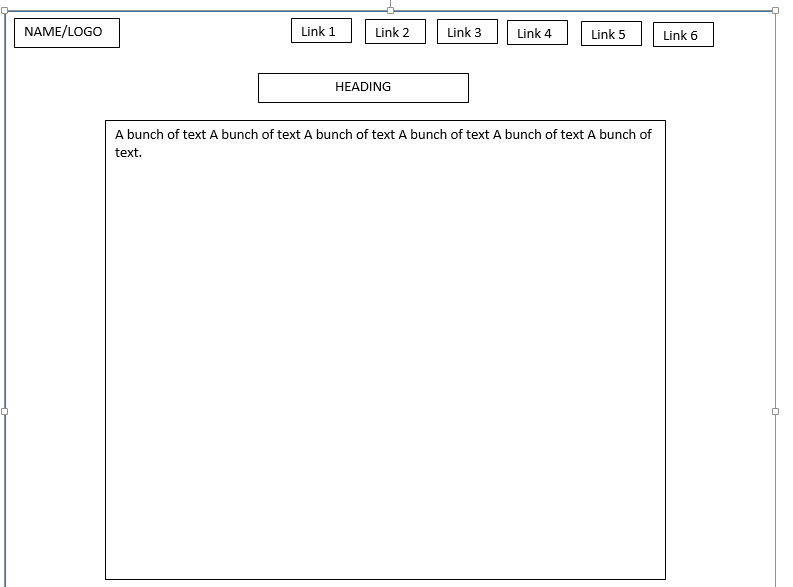 NAME/LOGO
Link 1
Link 2
Link 3
Link 4
Link 5
Link 6
HEADING
A bunch of text A bunch of text A bunch of text A bunch of text A bunch of text A bunch of
text.